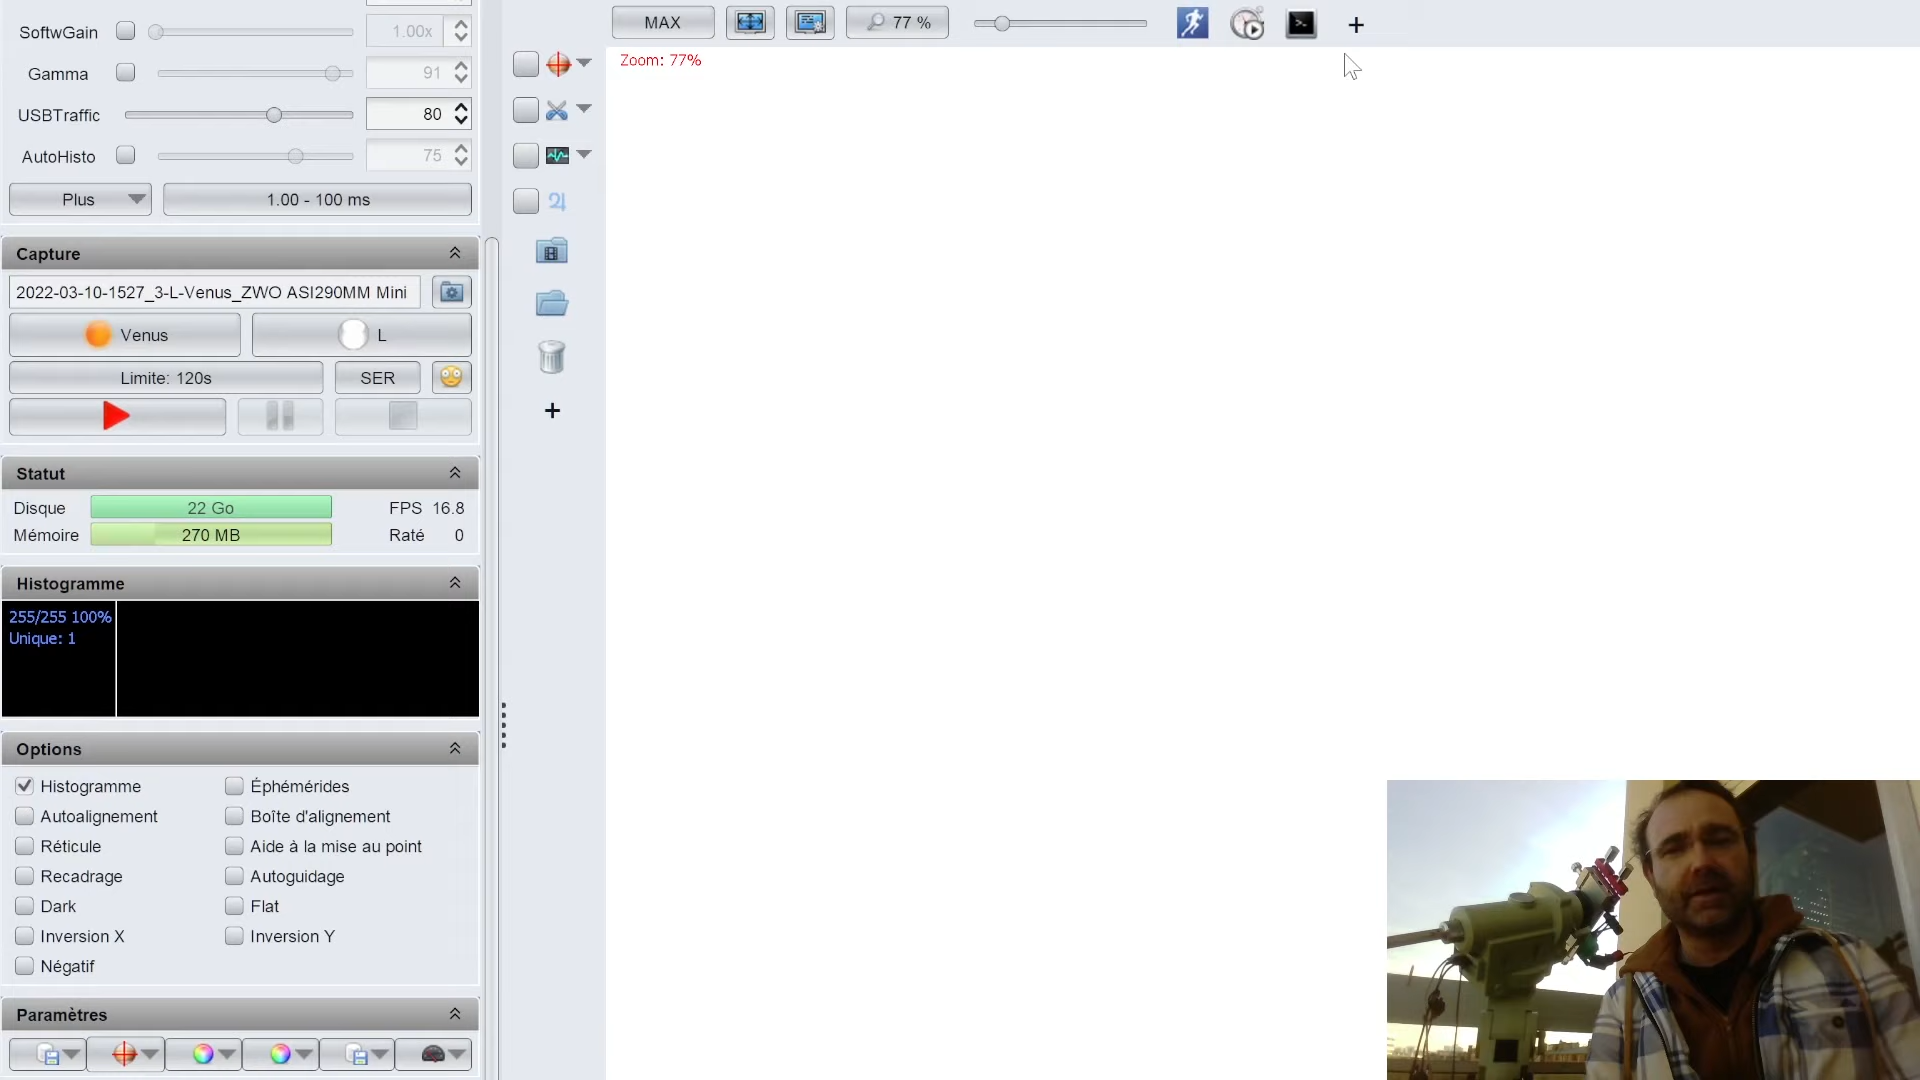 SoftwGain 1.00x
Gamma 91
USBTraffic 80
AutoHisto 75
Plus 1.00 - 100 ms
Capture
2022-03-10-1527_3-L-Venus_ZWO ASI290MM Mini
Venus L
Limite: 120s SER
Statut
Disque 22 Go FPS 16.8
Mémoire 270 MB Raté 0
Histogramme
255/255 100%
Unique: 1
Options
Histogramme Éphémérides
Autoalignement Boîte d'alignement
Réticule Aide à la mise au point
Recadrage Autoguidage
Dark Flat
Inversion X Inversion Y
Négatif
Paramètres
MAX 77 %
Zoom: 77%